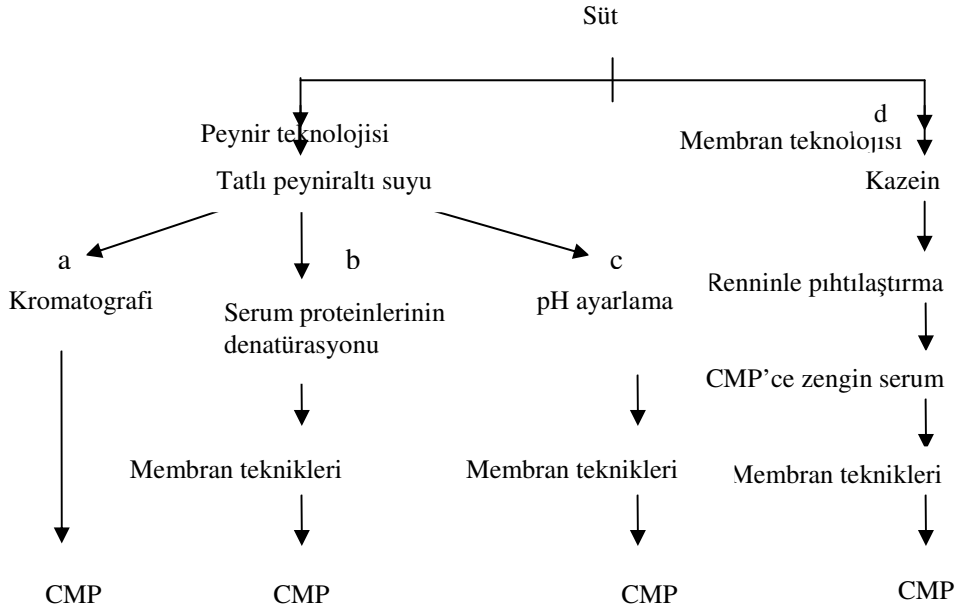 Süt
Peynir teknolojisi
Tatlı peyniraltı suyu
d
Membran teknolojisi
Kazein
a
Kromatografi
b
Serum proteinlerinin
denatürasyonu
c
pH ayarlama
Renninle pıhtılaştırma
CMP’ce zengin serum
Membran teknikleri
Membran teknikleri
Membran teknikleri
CMP
CMP
CMP
CMP